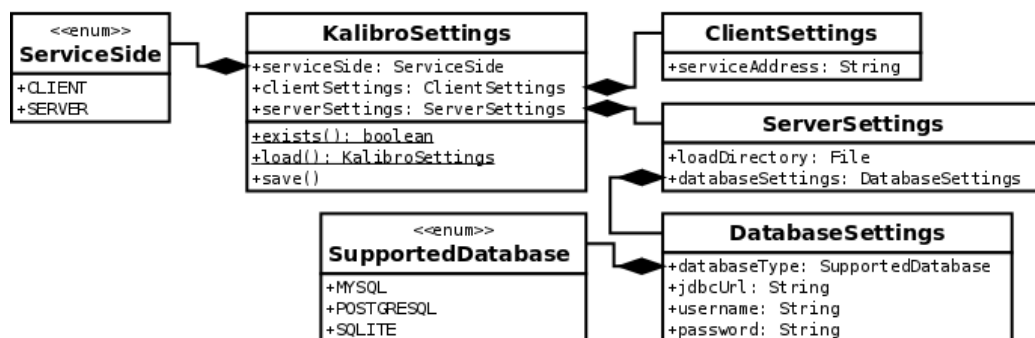 <<enum>>
ServiceSide
+CLIENT
+SERVER
KalibroSettings
+serviceSide: ServiceSide
+clientSettings: ClientSettings
+serverSettings: ServerSettings
+exists(): boolean
+load(): KalibroSettings
+save()
ClientSettings
+serviceAddress: String
ServerSettings
+loadDirectory: File
+databaseSettings: DatabaseSettings
<<enum>>
SupportedDatabase
+MYSQL
+POSTGRESQL
+SQLITE
DatabaseSettings
+databaseType: SupportedDatabase
+jdbcUrl: String
+username: String
+password: String